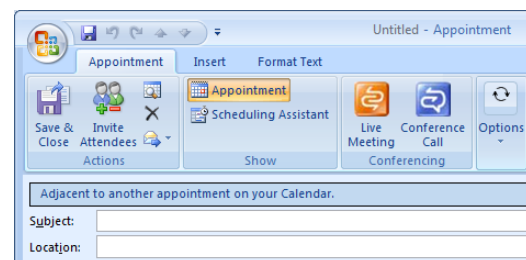 Untitled - Appointment
Appointment Insert Format Text
Save & Close
Invite Attendees
Actions
Appointment
Scheduling Assistant
Show
Live Meeting
Conference Call
Conferencing
Options
Adjacent to another appointment on your Calendar.
Subject:
Location: